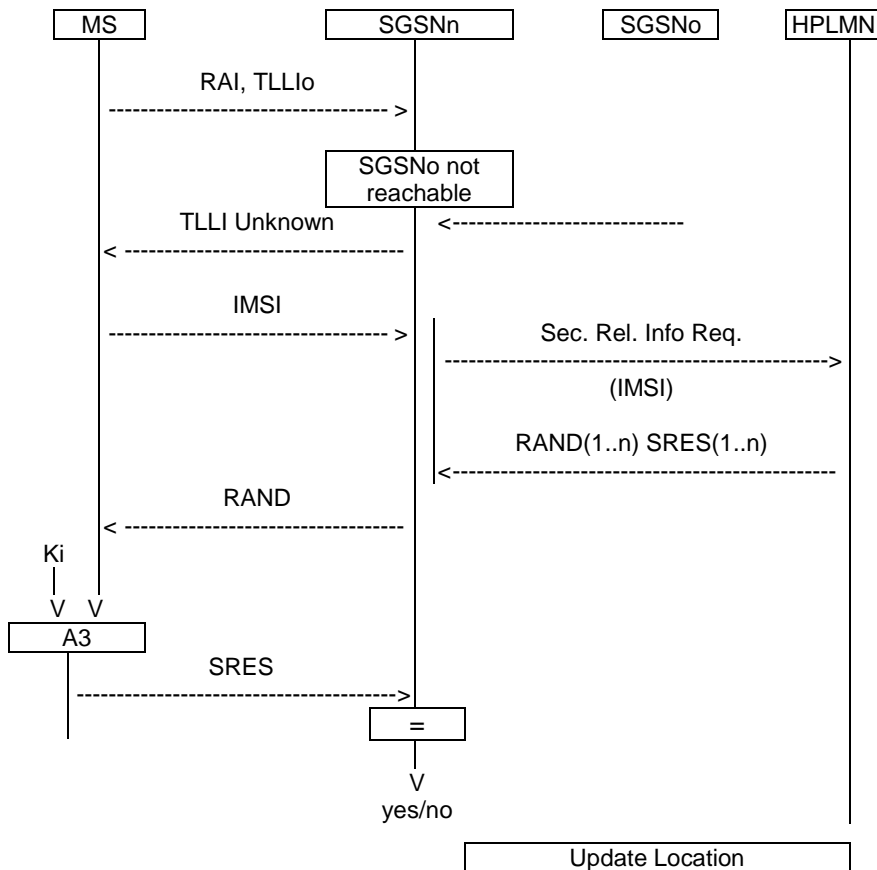 MS SGSNn SGSNo HPLMN
RAI, TLLIo
------------------------------------- >
SGSNo not
reachable
<-------------------------------
TLLI Unknown
< -------------------------------------
IMSI
------------------------------------- >
Sec. Rel. Info Req.
---------------------------------------------------->
(IMSI)
RAND(1..n) SRES(1..n)
<----------------------------------------------------
RAND
< -------------------------------------
Ki
V V
A3
SRES
------------------------------------------->
=
V
yes/no
Update Location